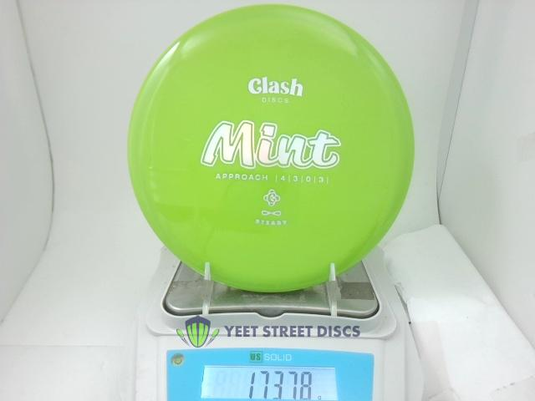 Clash
DISCS
Mint
APPROACH |4|3|0|3|
STEADY
YEET STREET DISCS
US SOLID
173.78 g